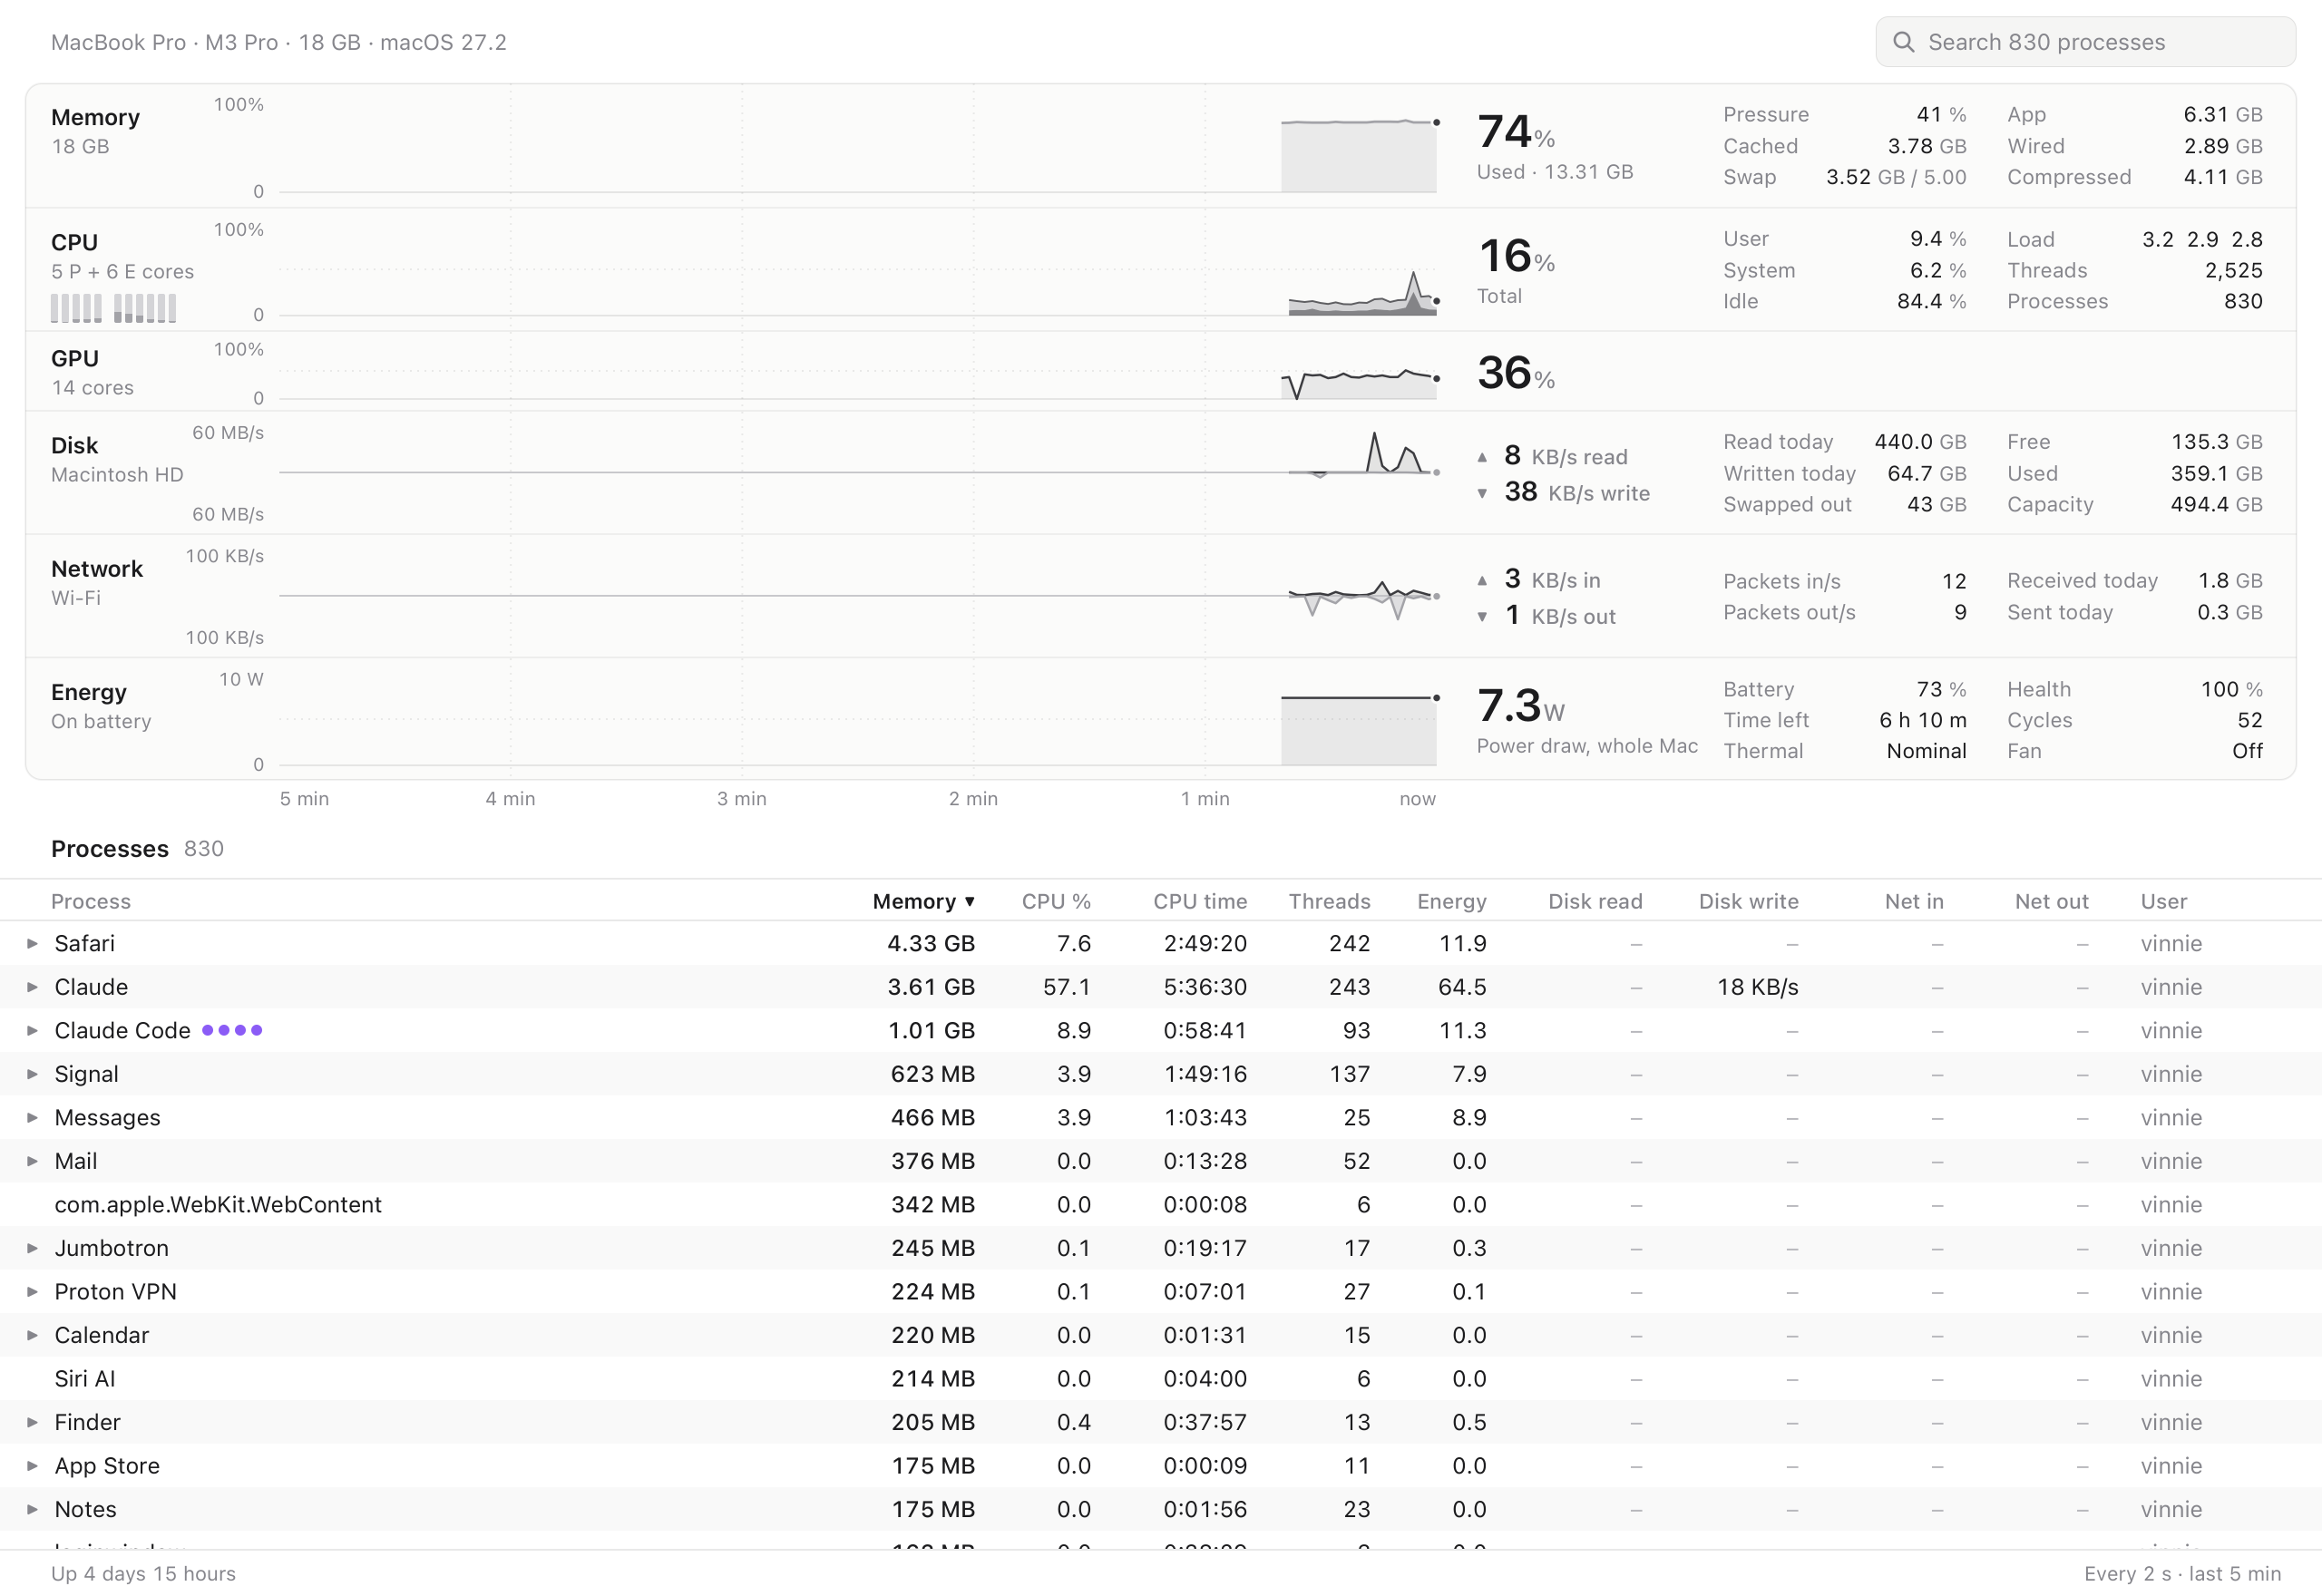 MacBook Pro · M3 Pro · 18 GB · macOS 27.2
Search 830 processes
Memory
18 GB
100%
0
74%
Used · 13.31 GB
Pressure 41 %
Cached 3.78 GB
Swap 3.52 GB / 5.00
App 6.31 GB
Wired 2.89 GB
Compressed 4.11 GB
CPU
5 P + 6 E cores
100%
0
16%
Total
User 9.4 %
System 6.2 %
Idle 84.4 %
Load 3.2 2.9 2.8
Threads 2,525
Processes 830
GPU
14 cores
100%
0
36%
Disk
Macintosh HD
60 MB/s
60 MB/s
▲ 8 KB/s read
▼ 38 KB/s write
Read today 440.0 GB
Written today 64.7 GB
Swapped out 43 GB
Free 135.3 GB
Used 359.1 GB
Capacity 494.4 GB
Network
Wi-Fi
100 KB/s
100 KB/s
▲ 3 KB/s in
▼ 1 KB/s out
Packets in/s 12
Packets out/s 9
Received today 1.8 GB
Sent today 0.3 GB
Energy
On battery
10 W
0
7.3W
Power draw, whole Mac
Battery 73 %
Time left 6 h 10 m
Thermal Nominal
Health 100 %
Cycles 52
Fan Off
5 min 4 min 3 min 2 min 1 min now
Processes 830
Process Memory ▼ CPU % CPU time Threads Energy Disk read Disk write Net in Net out User
Safari 4.33 GB 7.6 2:49:20 242 11.9 – – – – vinnie
Claude 3.61 GB 57.1 5:36:30 243 64.5 – 18 KB/s – – vinnie
Claude Code 1.01 GB 8.9 0:58:41 93 11.3 – – – – vinnie
Signal 623 MB 3.9 1:49:16 137 7.9 – – – – vinnie
Messages 466 MB 3.9 1:03:43 25 8.9 – – – – vinnie
Mail 376 MB 0.0 0:13:28 52 0.0 – – – – vinnie
com.apple.WebKit.WebContent 342 MB 0.0 0:00:08 6 0.0 – – – – vinnie
Jumbotron 245 MB 0.1 0:19:17 17 0.3 – – – – vinnie
Proton VPN 224 MB 0.1 0:07:01 27 0.1 – – – – vinnie
Calendar 220 MB 0.0 0:01:31 15 0.0 – – – – vinnie
Siri AI 214 MB 0.0 0:04:00 6 0.0 – – – – vinnie
Finder 205 MB 0.4 0:37:57 13 0.5 – – – – vinnie
App Store 175 MB 0.0 0:00:09 11 0.0 – – – – vinnie
Notes 175 MB 0.0 0:01:56 23 0.0 – – – – vinnie
Up 4 days 15 hours
Every 2 s · last 5 min